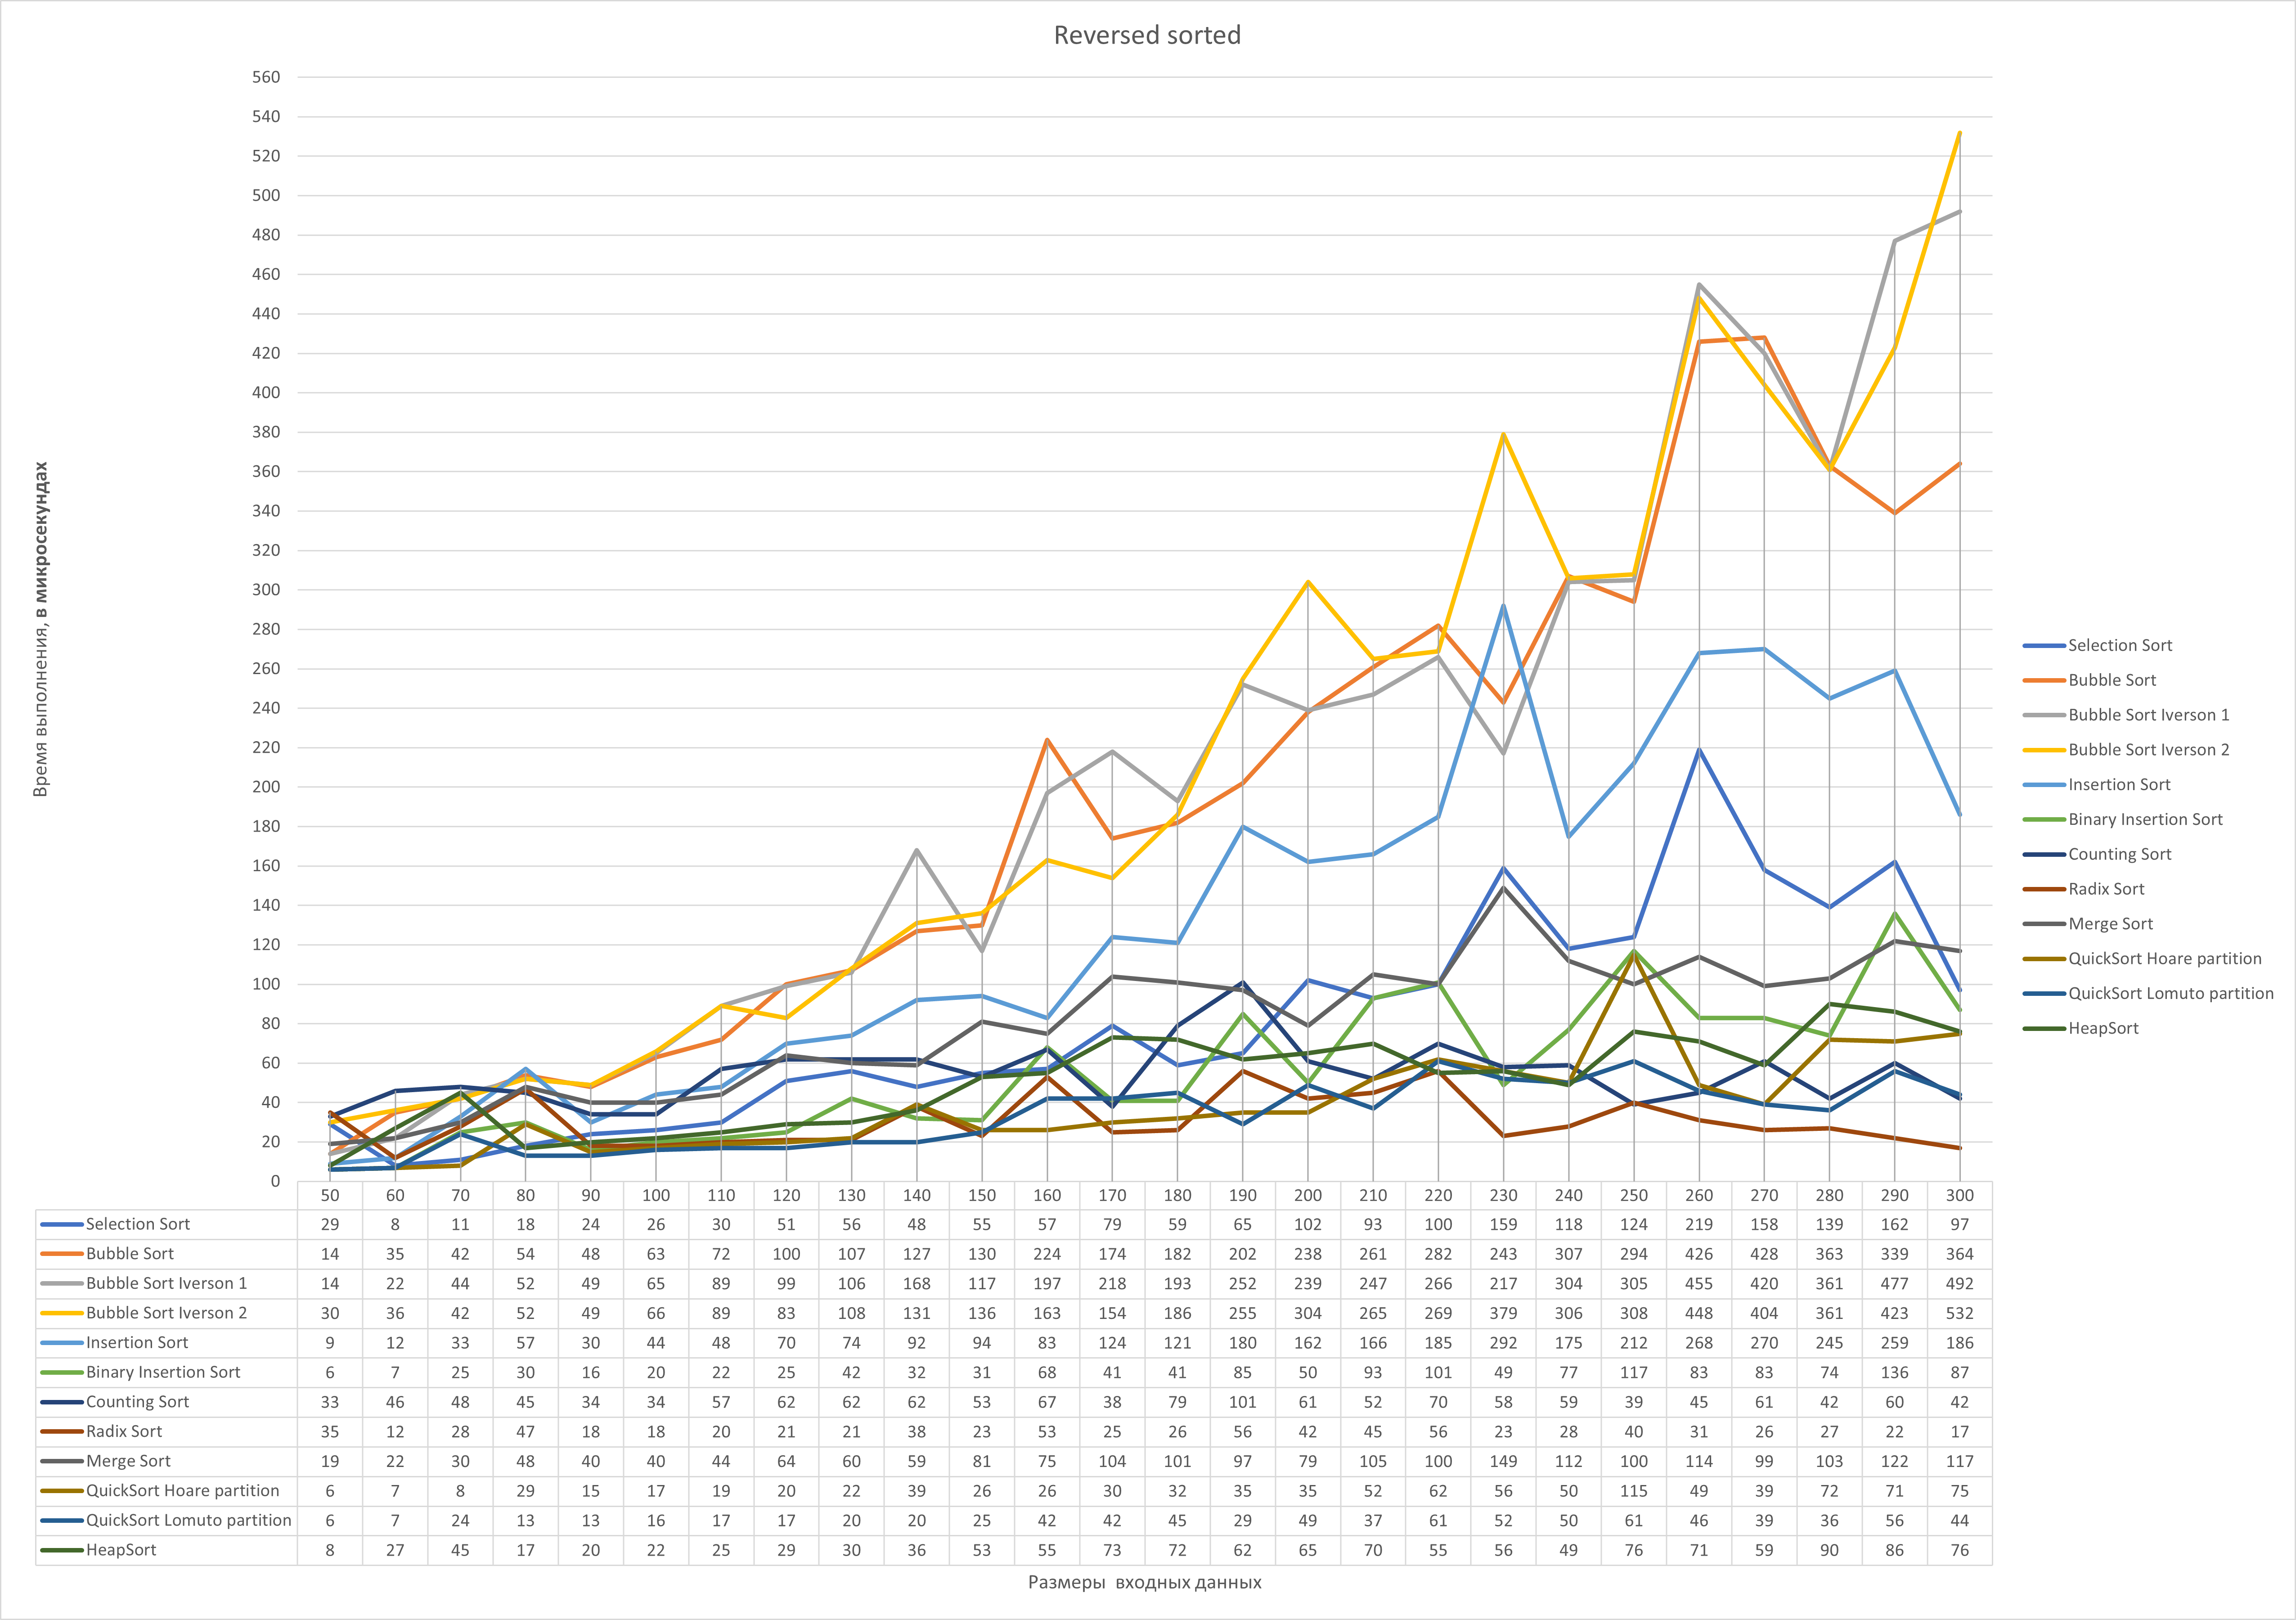 Reversed sorted
560
540
520
500
480
460
440
420
400
380
360
340
320
300
280
260
240
220
200
180
160
140
120
100
80
60
40
20
0
Время выполнения, в микросекундах
Selection Sort
Bubble Sort
Bubble Sort Iverson 1
Bubble Sort Iverson 2
Insertion Sort
Binary Insertion Sort
Counting Sort
Radix Sort
Merge Sort
QuickSort Hoare partition
QuickSort Lomuto partition
HeapSort
50 60 70 80 90 100 110 120 130 140 150 160 170 180 190 200 210 220 230 240 250 260 270 280 290 300
Selection Sort 29 8 11 18 24 26 30 51 56 48 55 57 79 59 65 102 93 100 159 118 124 219 158 139 162 97
Bubble Sort 14 35 42 54 48 63 72 100 107 127 130 224 174 182 202 238 261 282 243 307 294 426 428 363 339 364
Bubble Sort Iverson 1 14 22 44 52 49 65 89 99 106 168 117 197 218 193 252 239 247 266 217 304 305 455 420 361 477 492
Bubble Sort Iverson 2 30 36 42 52 49 66 89 83 108 131 136 163 154 186 255 304 265 269 379 306 308 448 404 361 423 532
Insertion Sort 9 12 33 57 30 44 48 70 74 92 94 83 124 121 180 162 166 185 292 175 212 268 270 245 259 186
Binary Insertion Sort 6 7 25 30 16 20 22 25 42 32 31 68 41 41 85 50 93 101 49 77 117 83 83 74 136 87
Counting Sort 33 46 48 45 34 34 57 62 62 62 53 67 38 79 101 61 52 70 58 59 39 45 61 42 60 42
Radix Sort 35 12 28 47 18 18 20 21 21 38 23 53 25 26 56 42 45 56 23 28 40 31 26 27 22 17
Merge Sort 19 22 30 48 40 40 44 64 60 59 81 75 104 101 97 79 105 100 149 112 100 114 99 103 122 117
QuickSort Hoare partition 6 7 8 29 15 17 19 20 22 39 26 26 30 32 35 35 52 62 56 50 115 49 39 72 71 75
QuickSort Lomuto partition 6 7 24 13 13 16 17 17 20 20 25 42 42 45 29 49 37 61 52 50 61 46 39 36 56 44
HeapSort 8 27 45 17 20 22 25 29 30 36 53 55 73 72 62 65 70 55 56 49 76 71 59 90 86 76
Размеры входных данных